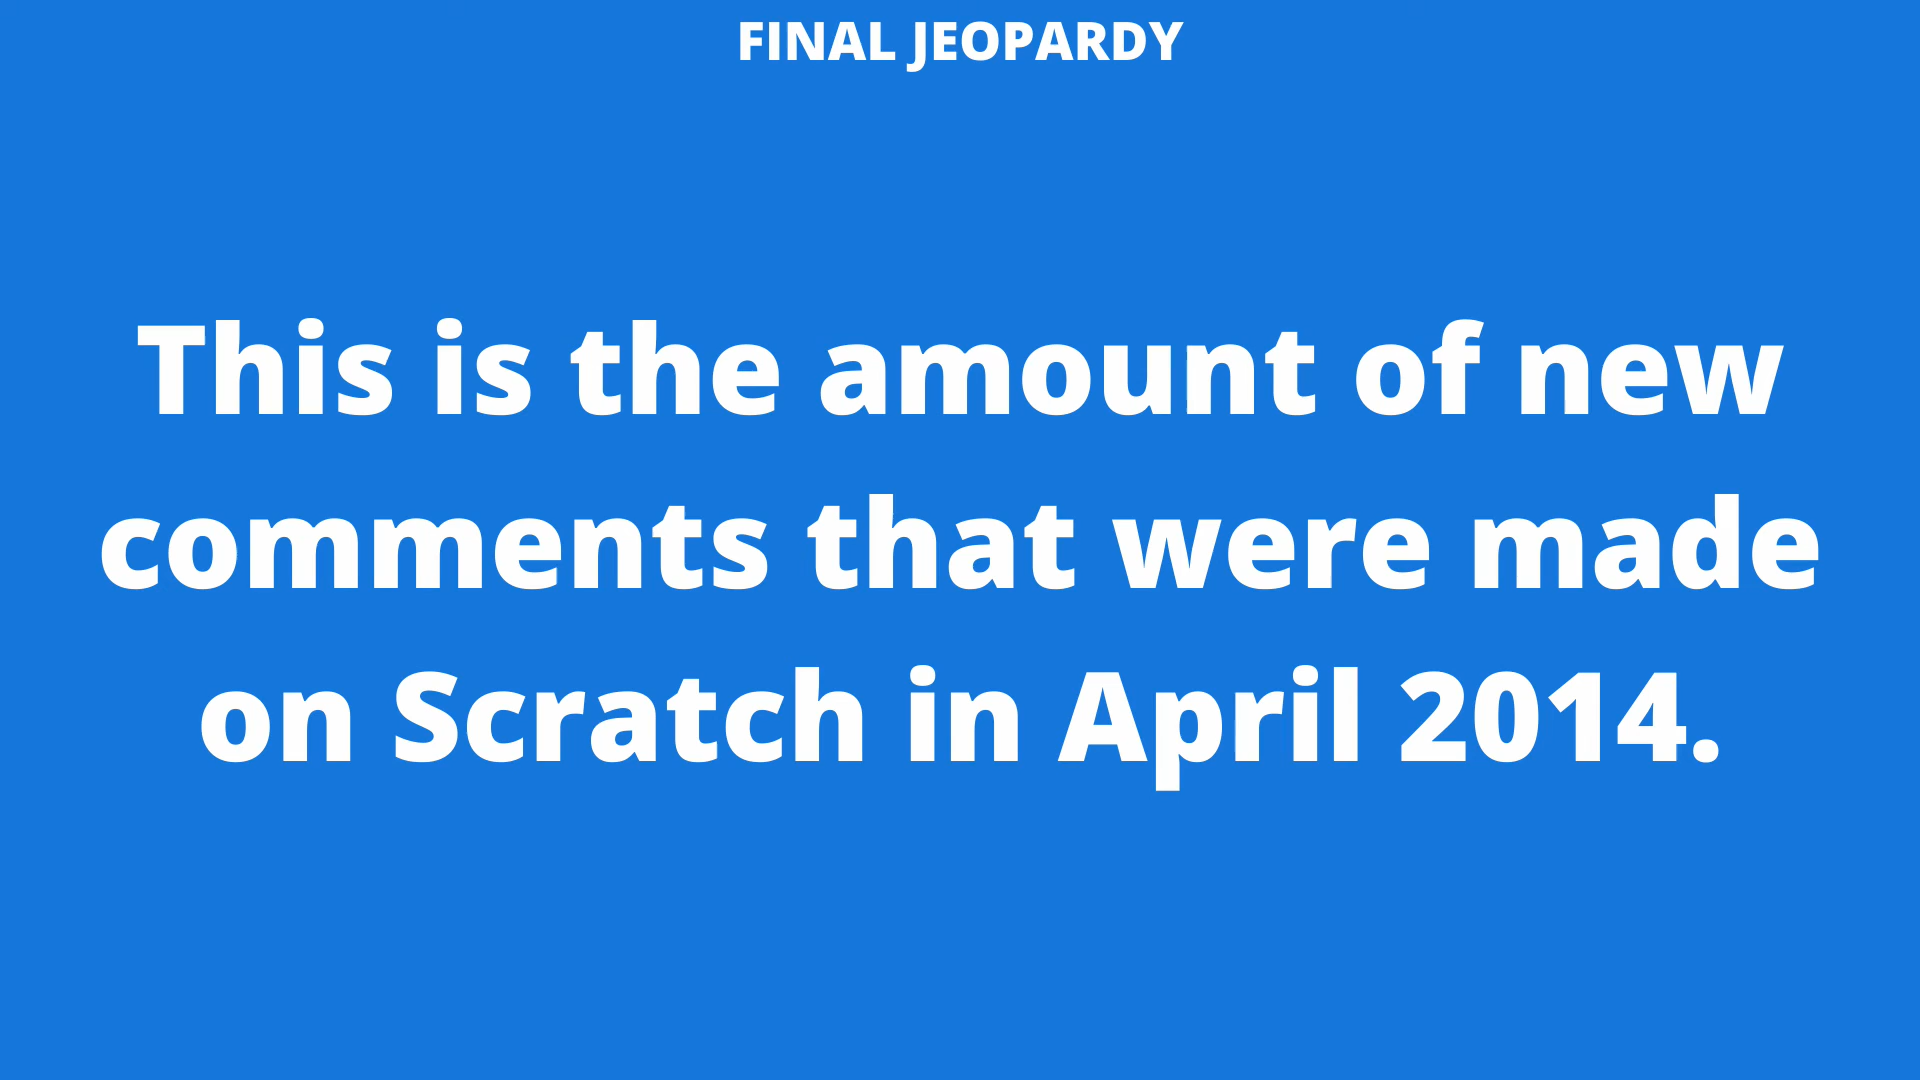 FINAL JEOPARDY
This is the amount of new
comments that were made
on Scratch in April 2014.